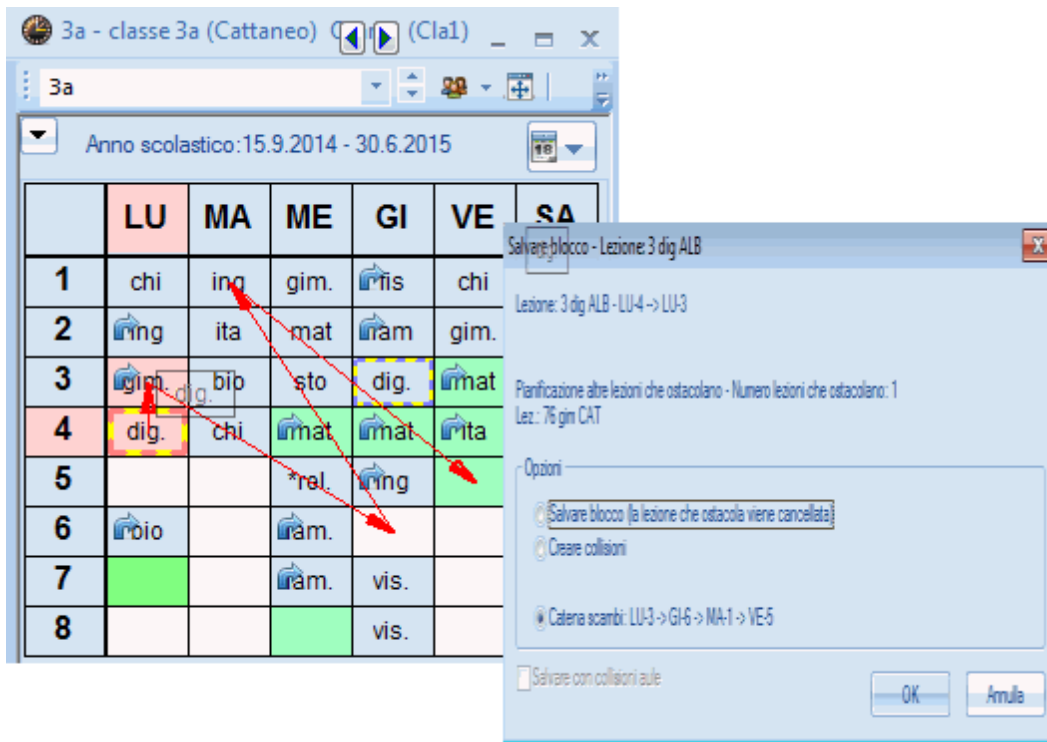 3a - classe 3a (Cattaneo) (Cla1)
3a
Anno scolastico:15.9.2014 - 30.6.2015
18
LU MA ME GI VE SA
1 chi ing gim. fis chi
2 ing ita mat am gim.
3 gim. bio sto dig. mat
dig.
4 dig. chi mat mat ita
5 *rel. ing
6 bio am.
7 am. vis.
8 vis.
Salvare blocco - Lezione: 3 dig ALB
Lezione: 3 dig ALB - LU-4 --> LU-3
Pianificazione altre lezioni che ostacolano - Numero lezioni che ostacolano: 1
Lez.: 76 gim CAT
Opzioni
Salvare blocco (la lezione che ostacola viene cancellata)
Creare collisioni
Catena scambi: LU-3 -> GI-6 -> MA-1 -> VE-5
Salvare con collisioni aule
OK Annulla